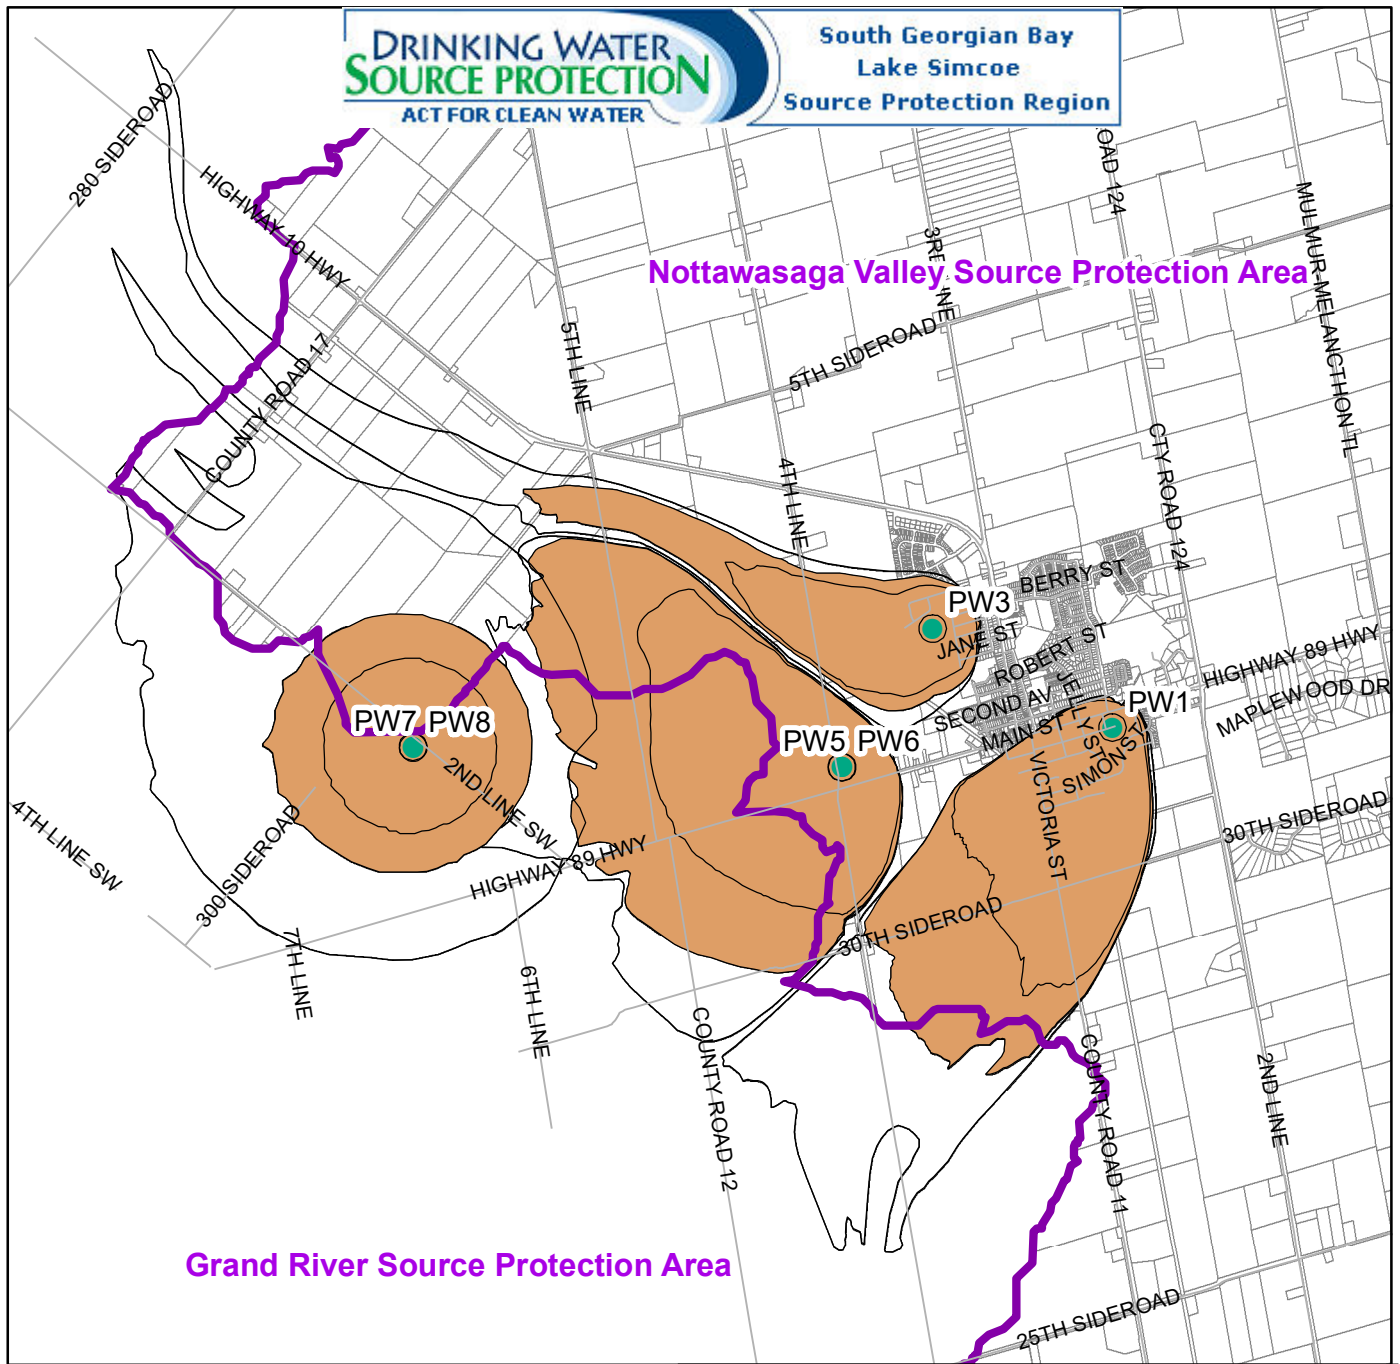 DRINKING WATER
SOURCE PROTECTION
ACT FOR CLEAN WATER
South Georgian Bay
Lake Simcoe
Source Protection Region
280 SIDEROAD
HIGHWAY 10 HWY
OAD 124
MULMUR-MELANCTHON TL
3RD LINE
Nottawasaga Valley Source Protection Area
5TH LINE
5TH SIDEROAD
COUNTY ROAD 17
4TH LINE
CTY ROAD 124
BERRY ST
PW3
JANE ST
ROBERT ST
HIGHWAY 89 HWY
MAPLEWOOD DR
SECOND AV
JELLY ST
PW1
MAIN ST
SIMON ST
PW7 PW8
PW5 PW6
2ND LINE SW
VICTORIA ST
30TH SIDEROAD
4TH LINE SW
HIGHWAY 89 HWY
300 SIDEROAD
30TH SIDEROAD
7TH LINE
6TH LINE
COUNTY ROAD 12
COUNTY ROAD 11
2ND LINE
Grand River Source Protection Area
25TH SIDEROAD